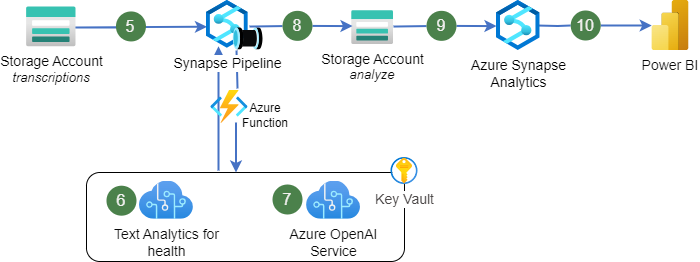 5
8
9
10
Storage Account
transcriptions
Synapse Pipeline
Storage Account
analyze
Azure Synapse
Analytics
Power BI
Azure
Function
6
7
Key Vault
Text Analytics for
health
Azure OpenAI
Service